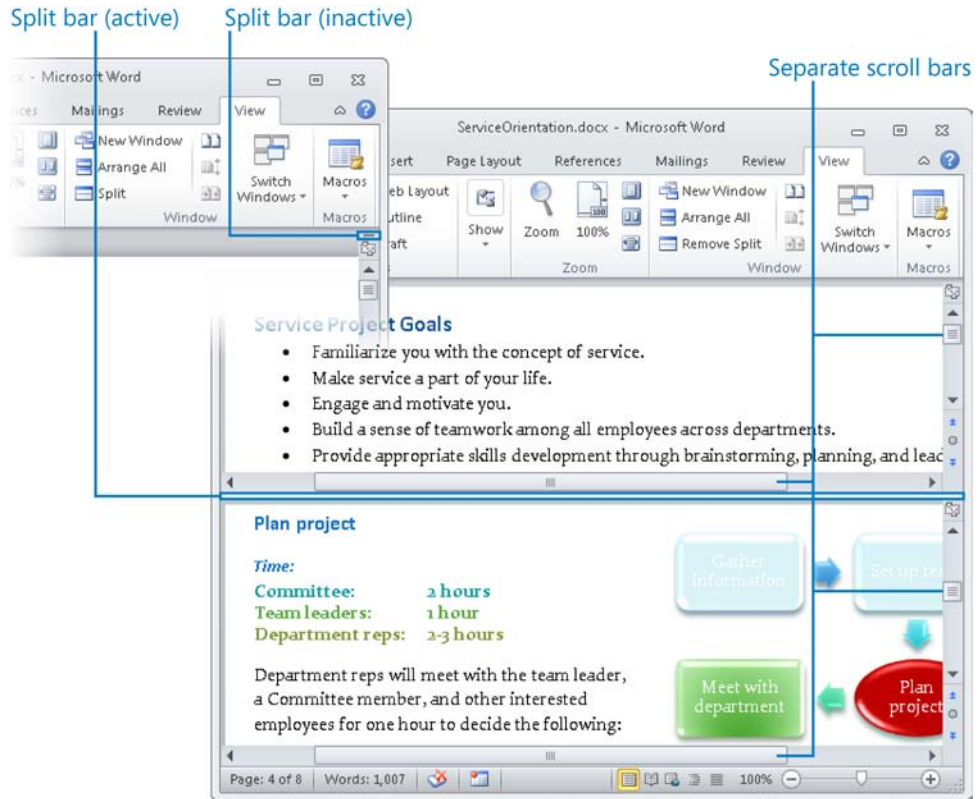 Split bar (active) Split bar (inactive)
Separate scroll bars
- Microsoft Word
Mailings Review View
New Window
Arrange All
Split
Switch
Windows
Macros
Window Macros
ServiceOrientation.docx - Microsoft Word
Page Layout References Mailings Review View
Layout
Show
Zoom
100%
New Window
Arrange All
Remove Split
Switch
Windows
Macros
Zoom Window Macros
Service Project Goals
• Familiarize you with the concept of service.
• Make service a part of your life.
• Engage and motivate you.
• Build a sense of teamwork among all employees across departments.
• Provide appropriate skills development through brainstorming, planning, and lead
Plan project
Time:
Committee: 2 hours
Team leaders: 1 hour
Department reps: 2-3 hours
Department reps will meet with the team leader,
a Committee member, and other interested
employees for one hour to decide the following:
Gather
information
Set up
Meet with
department
Plan
project
Page: 4 of 8 Words: 1,007 100%